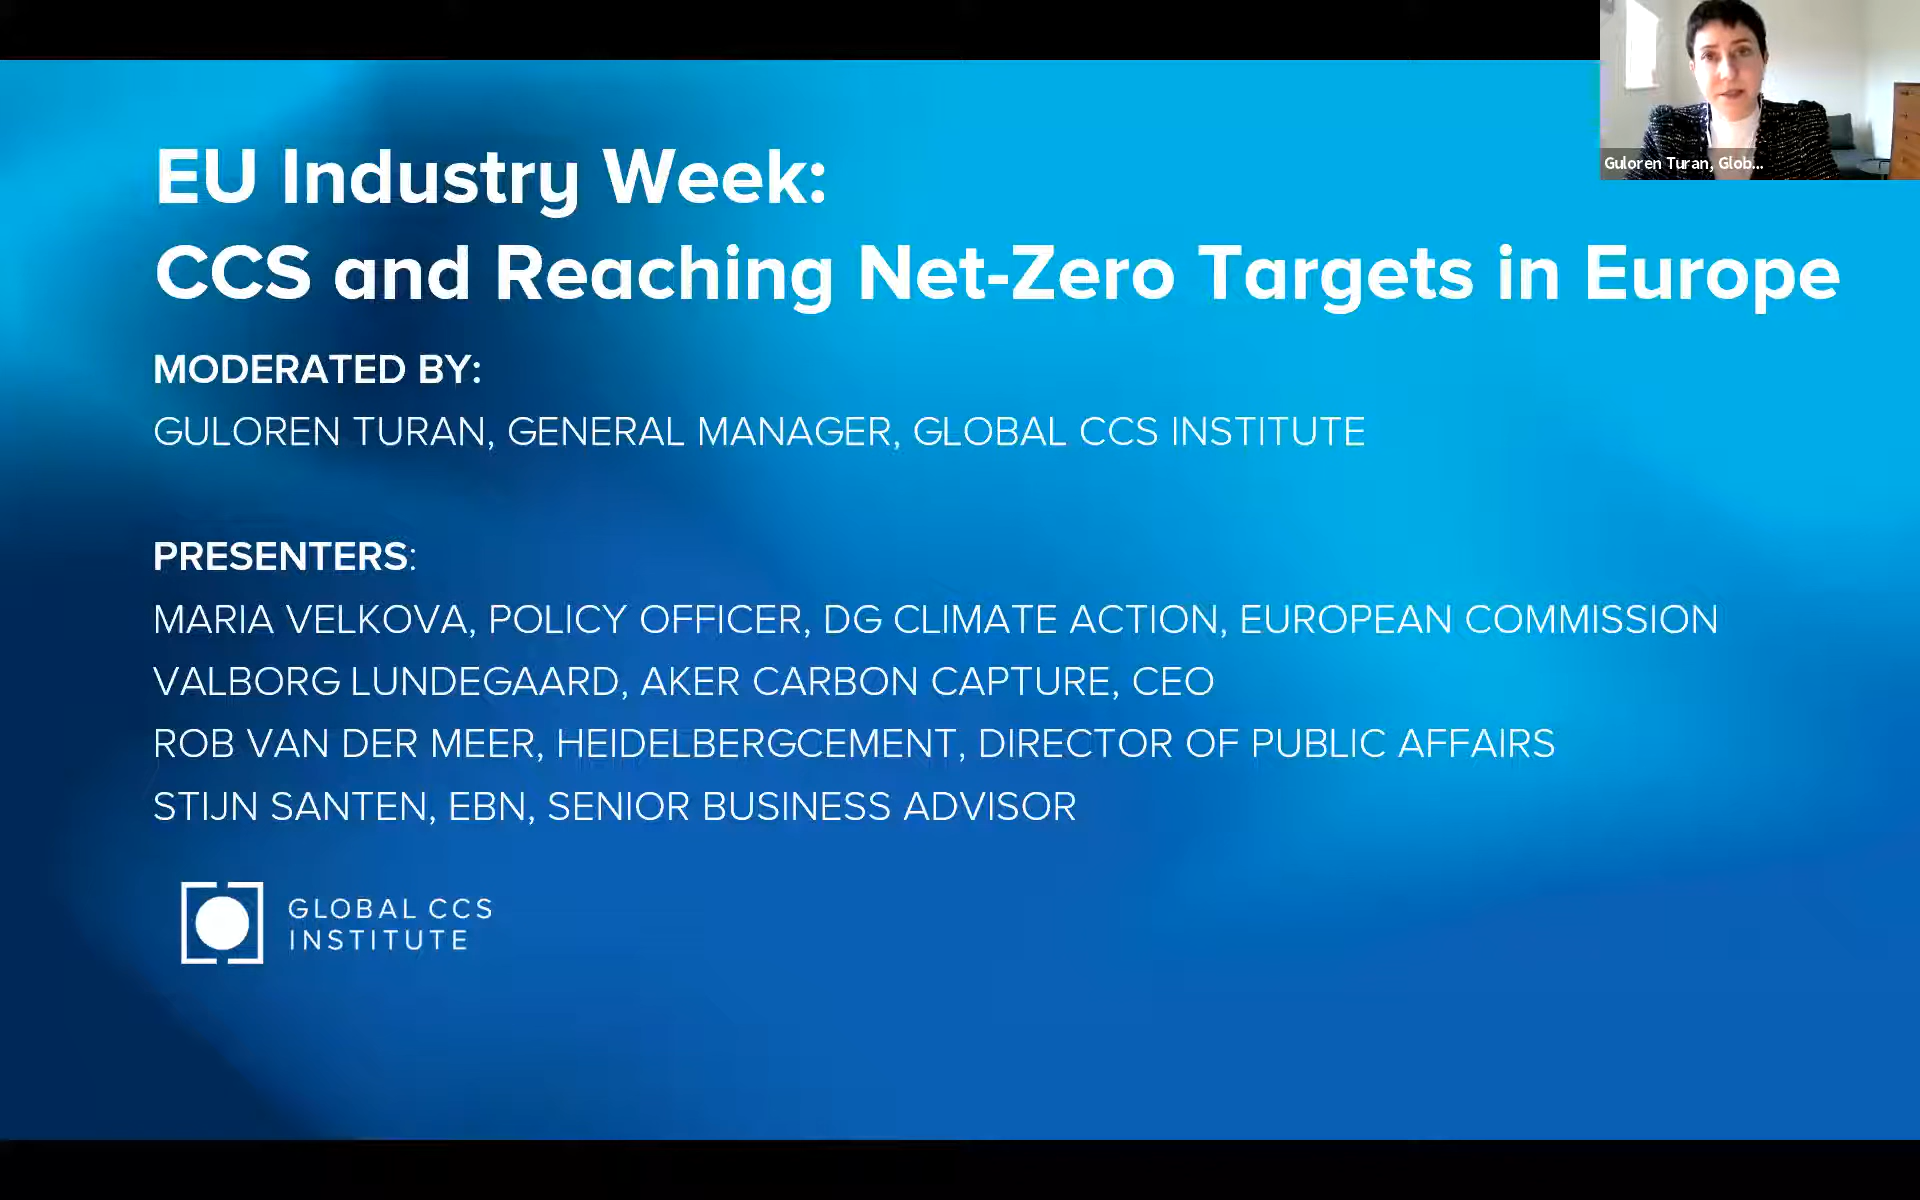 EU Industry Week:
CCS and Reaching Net-Zero Targets in Europe
MODERATED BY:
GULOREN TURAN, GENERAL MANAGER, GLOBAL CCS INSTITUTE
PRESENTERS:
MARIA VELKOVA, POLICY OFFICER, DG CLIMATE ACTION, EUROPEAN COMMISSION
VALBORG LUNDEGAARD, AKER CARBON CAPTURE, CEO
ROB VAN DER MEER, HEIDELBERGCEMENT, DIRECTOR OF PUBLIC AFFAIRS
STIJN SANTEN, EBN, SENIOR BUSINESS ADVISOR
GLOBAL CCS
INSTITUTE
Guloren Turan, Glob...